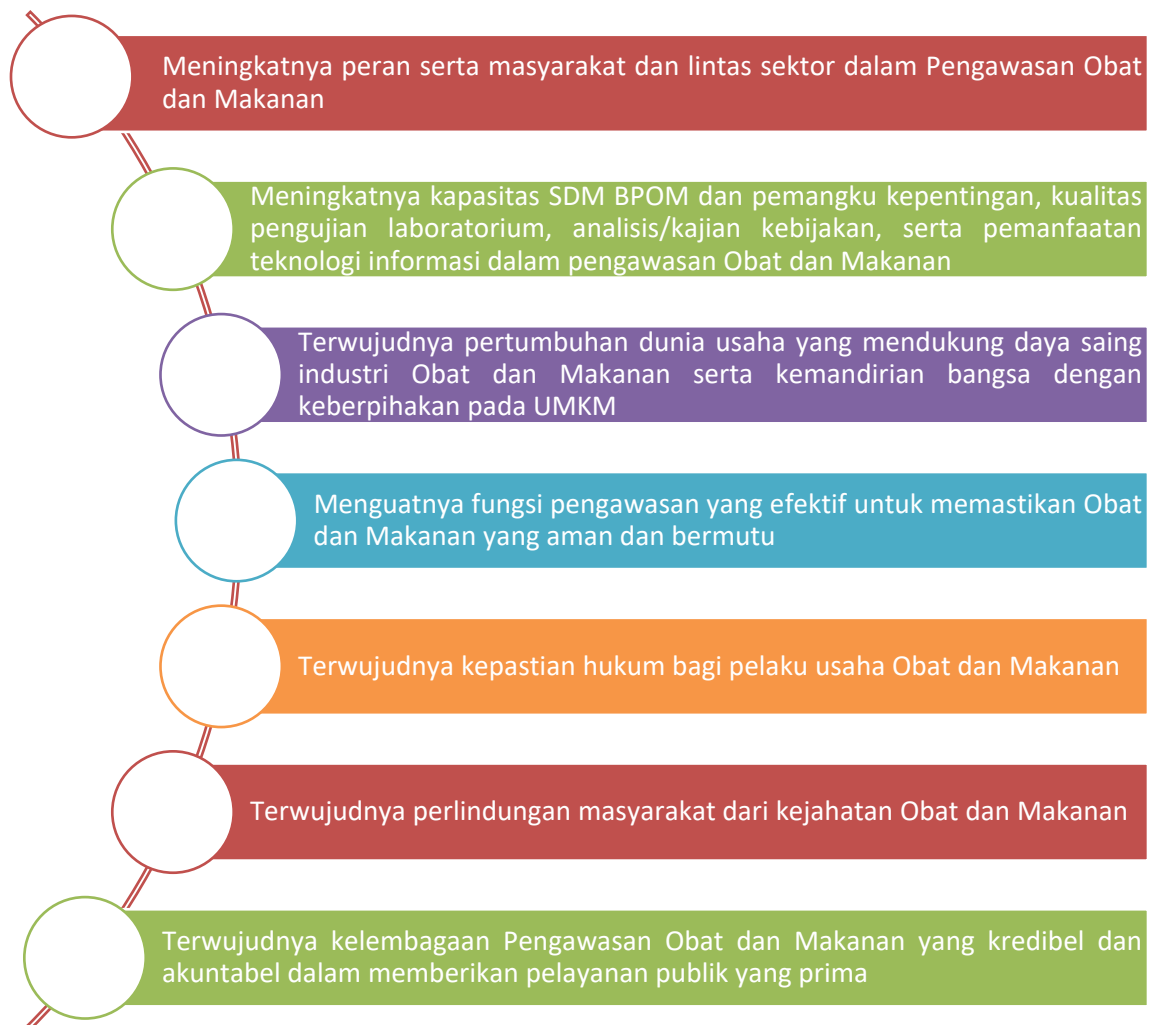 Meningkatnya peran serta masyarakat dan lintas sektor dalam Pengawasan Obat
dan Makanan
Meningkatnya kapasitas SDM BPOM dan pemangku kepentingan, kualitas
pengujian laboratorium, analisis/kajian kebijakan, serta pemanfaatan
teknologi informasi dalam pengawasan Obat dan Makanan
Terwujudnya pertumbuhan dunia usaha yang mendukung daya saing
industri Obat dan Makanan serta kemandirian bangsa dengan
keberpihakan pada UMKM
Menguatnya fungsi pengawasan yang efektif untuk memastikan Obat
dan Makanan yang aman dan bermutu
Terwujudnya kepastian hukum bagi pelaku usaha Obat dan Makanan
Terwujudnya perlindungan masyarakat dari kejahatan Obat dan Makanan
Terwujudnya kelembagaan Pengawasan Obat dan Makanan yang kredibel dan
akuntabel dalam memberikan pelayanan publik yang prima